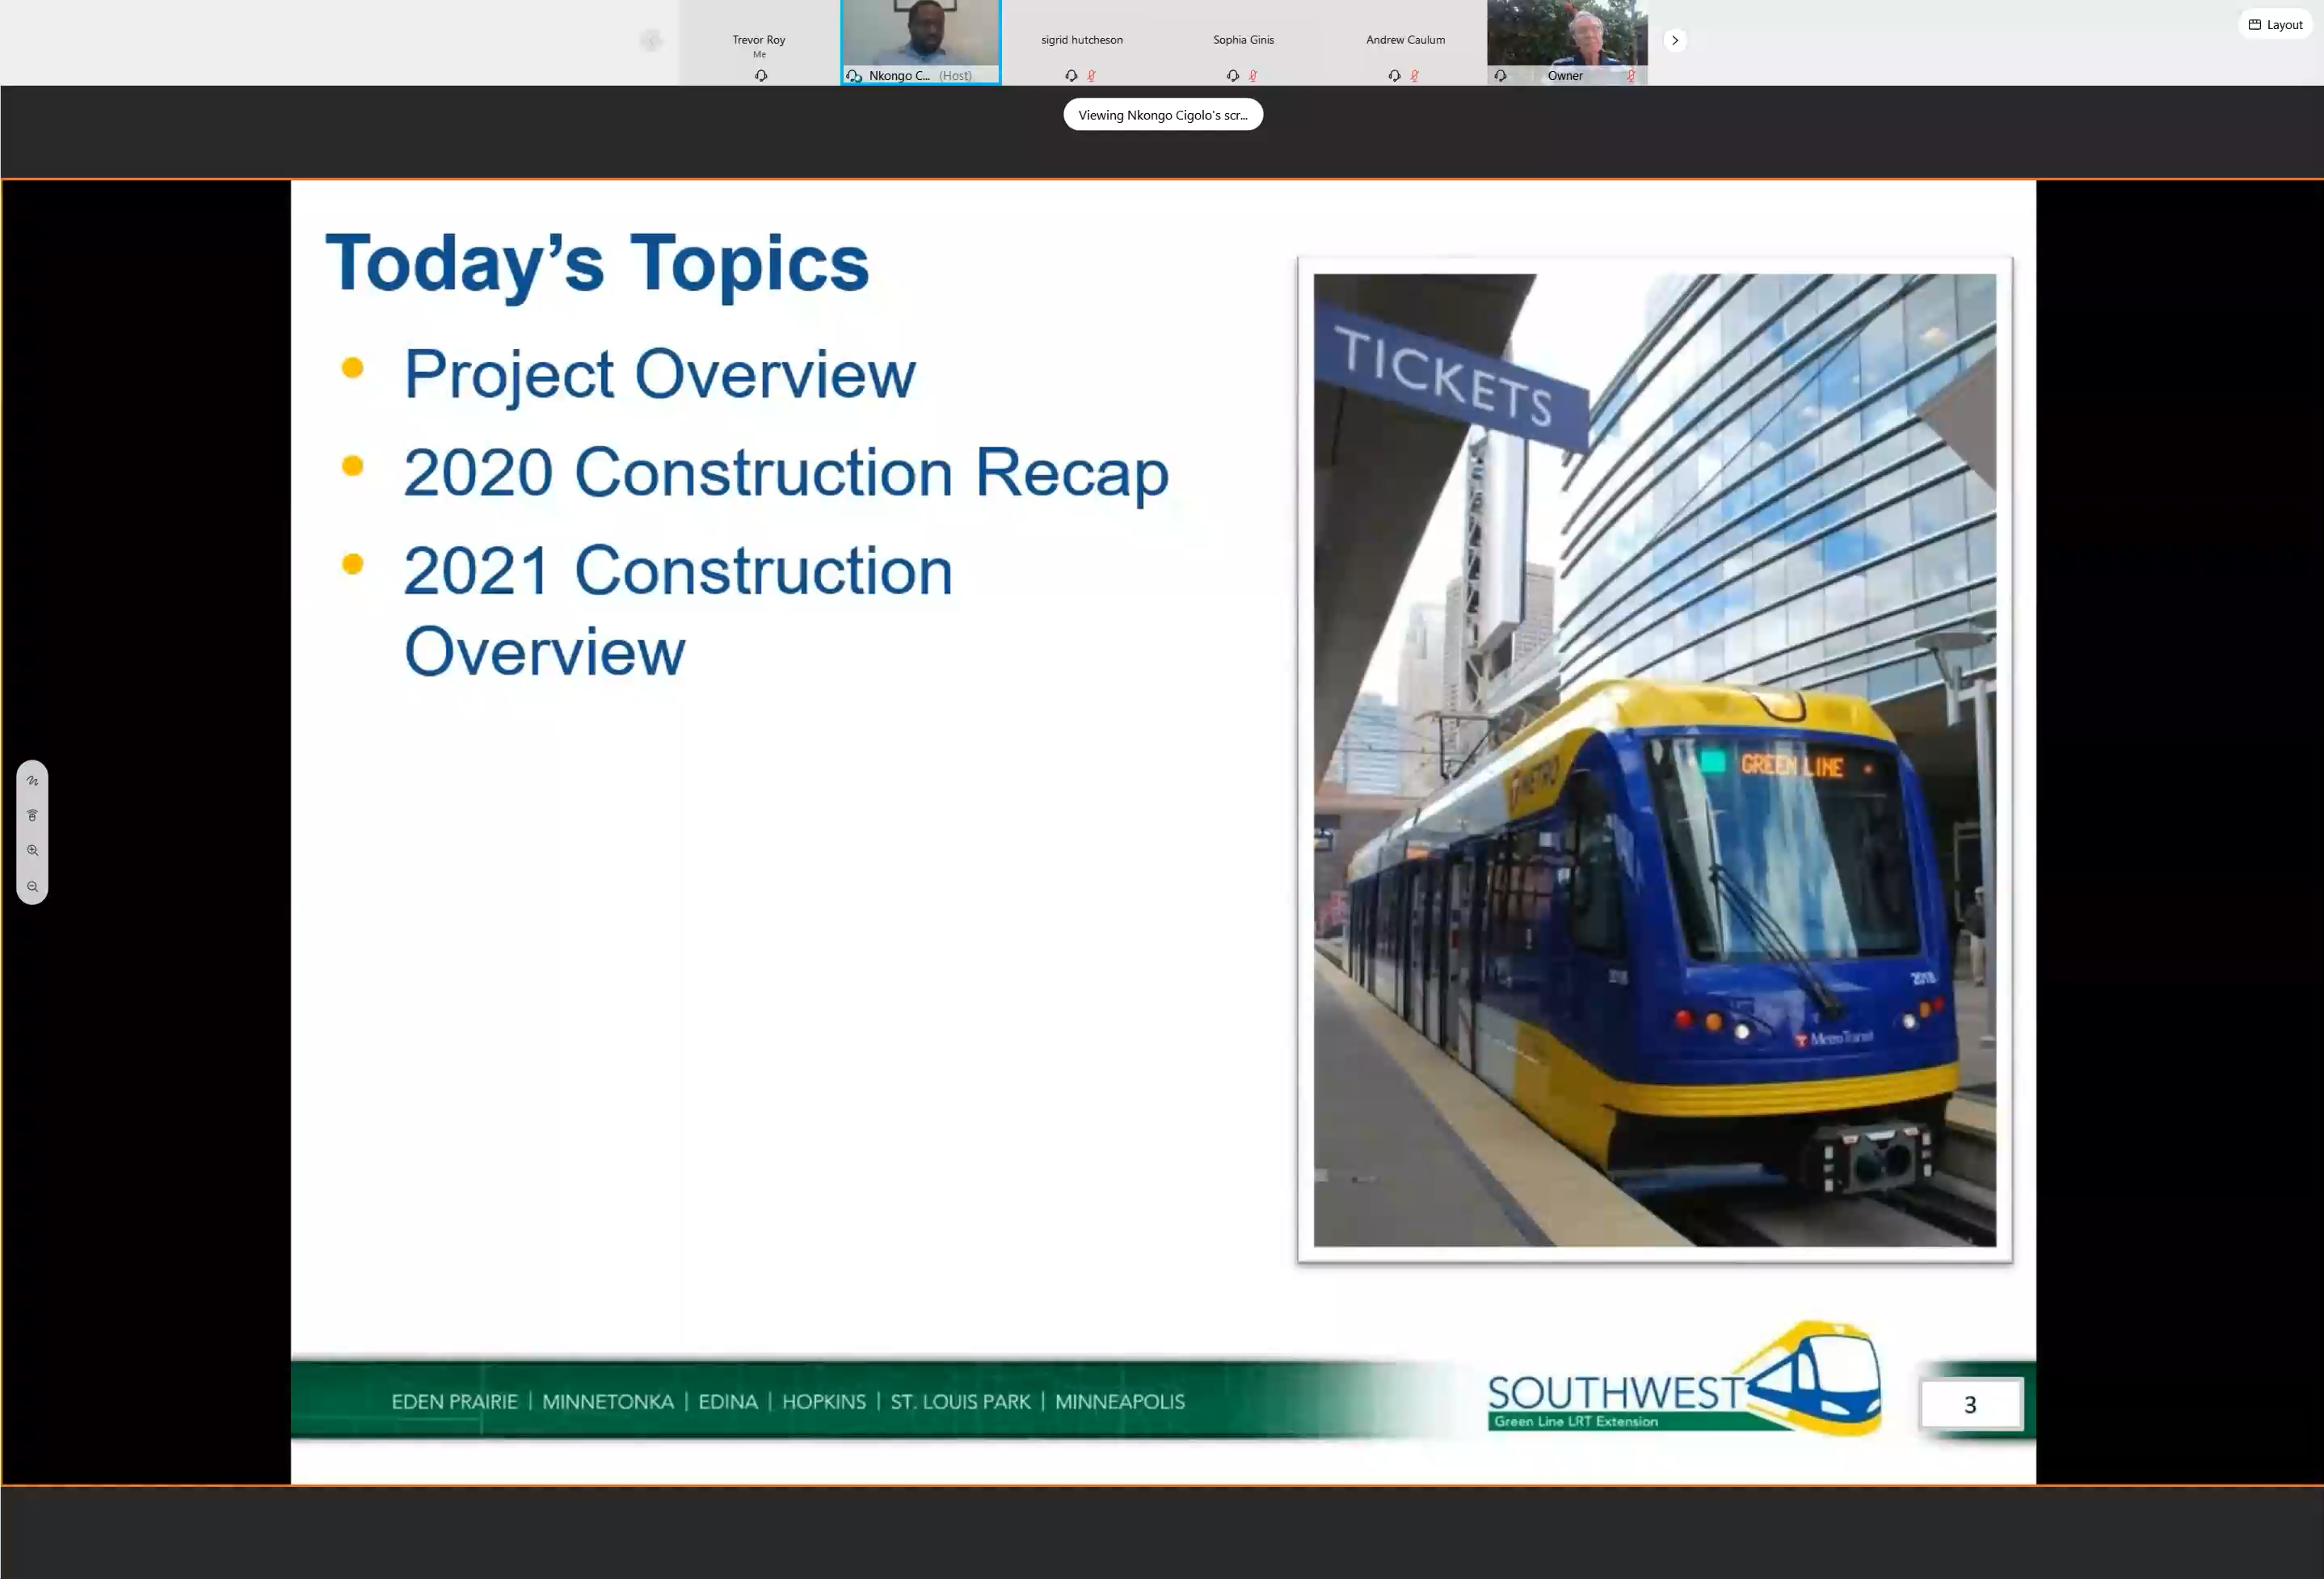 Trevor Roy
Me
Nkongo C... (Host)
sigrid hutcheson
Sophia Ginis
Andrew Caulum
Owner
Layout
Viewing Nkongo Cigolo's scr...
Today's Topics
• Project Overview
• 2020 Construction Recap
• 2021 Construction
Overview
TICKETS
GREEN LINE
METRO
MetroTransit
EDEN PRAIRIE | MINNETONKA | EDINA | HOPKINS | ST. LOUIS PARK | MINNEAPOLIS
SOUTHWEST
Green Line LRT Extension
3